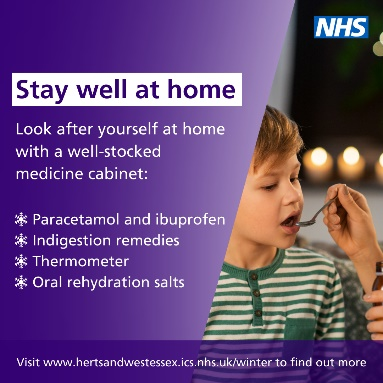 NHS
Stay well at home
Look after yourself at home
with a well-stocked
medicine cabinet:
Paracetamol and ibuprofen
Indigestion remedies
Thermometer
Oral rehydration salts
Visit www.hertsandwestessex.ics.nhs.uk/winter to find out more